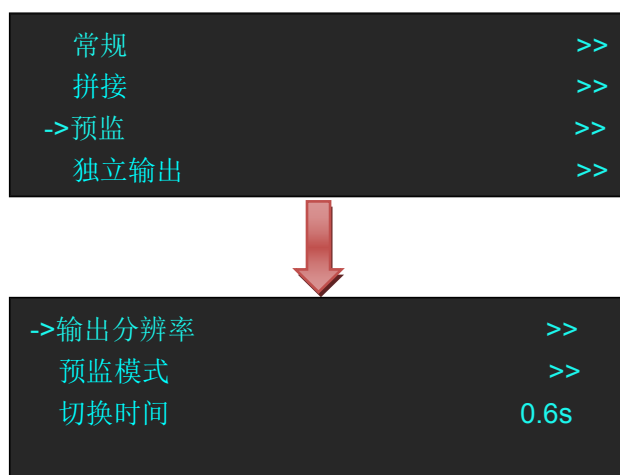 常规 >>
拼接 >>
->预监 >>
独立输出 >>
->输出分辨率 >>
预监模式 >>
切换时间 0.6s